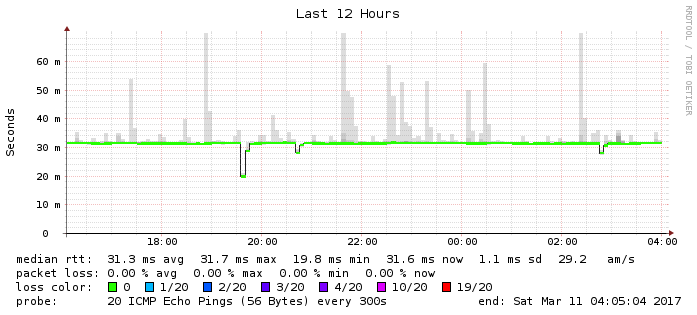 Last 12 Hours
RRDTOOL / TOBI OETIKER
Seconds
60 m
50 m
40 m
30 m
20 m
10 m
0
18:00 20:00 22:00 00:00 02:00 04:00
median rtt: 31.3 ms avg 31.7 ms max 19.8 ms min 31.6 ms now 1.1 ms sd 29.2 am/s
packet loss: 0.00 % avg 0.00 % max 0.00 % min 0.00 % now
loss color: 0 1/20 2/20 3/20 4/20 10/20 19/20
probe: 20 ICMP Echo Pings (56 Bytes) every 300s end: Sat Mar 11 04:05:04 2017